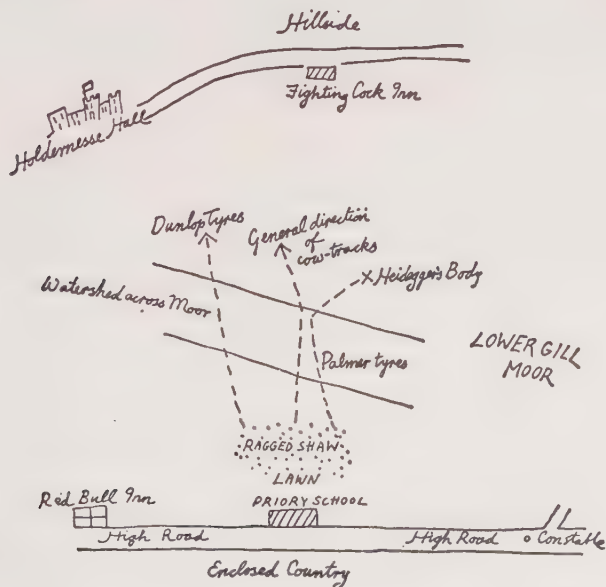 Hillside
Fighting Cock Inn
Holdernesse Hall
Dunlop Tyres
General direction
of
cow-tracks
x Heidegger's Body
Watershed across Moor
LOWER GILL
MOOR
Palmer tyres
RAGGED SHAW
LAWN
PRIORY SCHOOL
Red Bull Inn
High Road
High Road
Constable
Enclosed Country